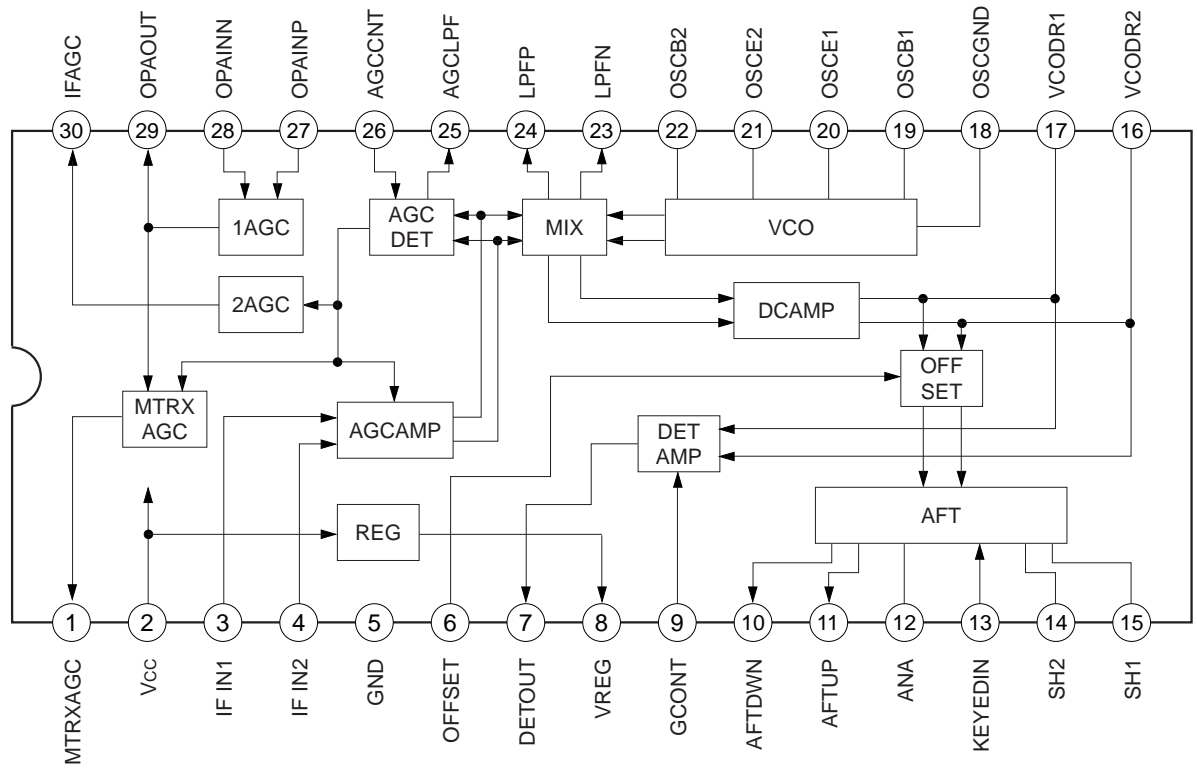 IFAGC
OPAOUT
OPAINN
OPAINP
AGCCNT
AGCLPF
LPFP
LPFN
OSCB2
OSCE2
OSCE1
OSCB1
OSCGND
VCODR1
VCODR2
30
29
28
27
26
25
24
23
22
21
20
19
18
17
16
1AGC
AGC
DET
MIX
VCO
2AGC
DCAMP
OFF
SET
MTRX
AGC
AGCAMP
DET
AMP
REG
AFT
1
2
3
4
5
6
7
8
9
10
11
12
13
14
15
MTRXAGC
Vcc
IF IN1
IF IN2
GND
OFFSET
DETOUT
VREG
GCONT
AFTDWN
AFTUP
ANA
KEYEDIN
SH2
SH1